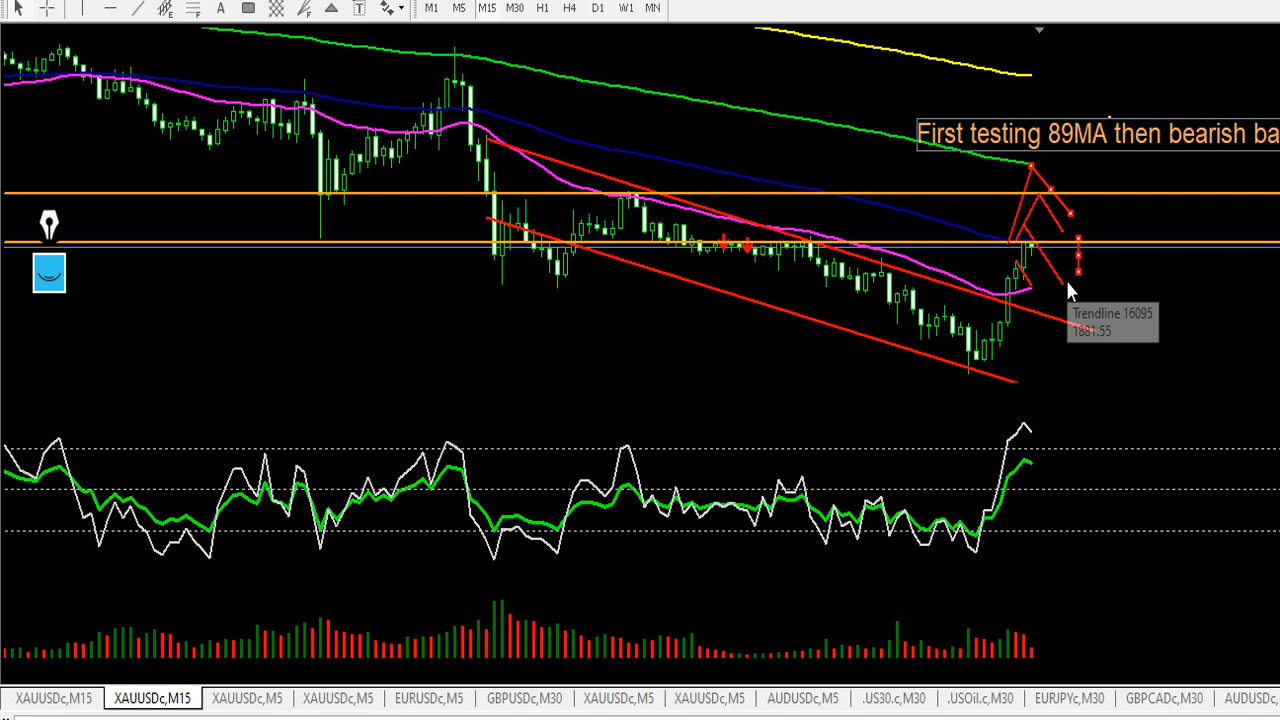 A T
M1 M5 M15 M30 H1 H4 D1 W1 MN
First testing 89MA then bearish ba
Trendline 16095
1881.55
XAUUSDc,M15 XAUUSDc,M15 XAUUSDc,M5 XAUUSDc,M5 EURUSDc,M5 GBPUSDc,M30 XAUUSDc,M5 XAUUSDc,M5 AUDUSDc,M5 .US30.c,M30 .USOil.c,M30 EURJPYc,M30 GBPCADc,M30 AUDUSDc,